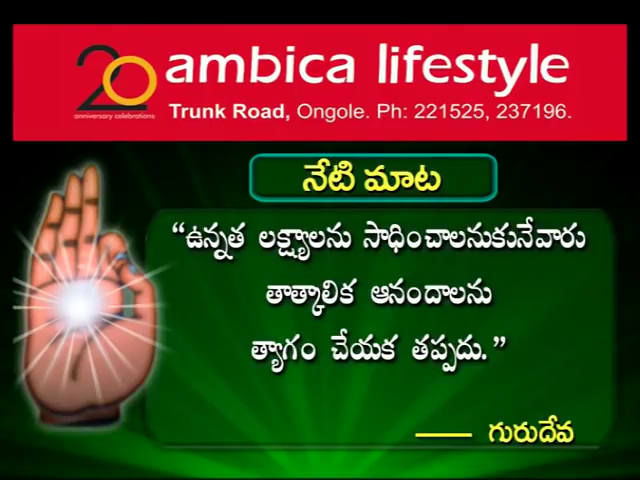 20
anniversary celebrations
ambica lifestyle
Trunk Road, Ongole. Ph: 221525, 237196.
నేటి మాట
“ఉన్నత లక్ష్యాలను సాధించాలనుకునేవారు
తాత్కాలిక ఆనందాలను
త్యాగం చేయక తప్పదు.”
—— గురుదేవ